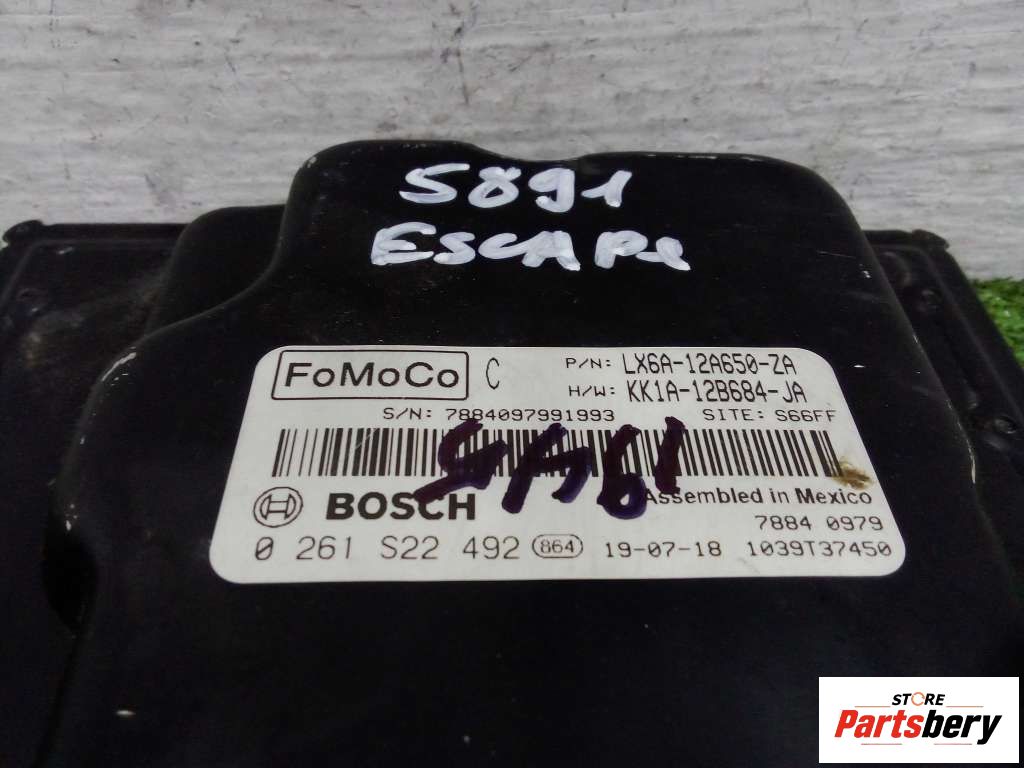 5891
ESCAPE
FoMoCo C P/N: LX6A-12A650-ZA
H/W: KK1A-12B684-JA
S/N: 7884097991993 SITE: S66FF
BOSCH Assembled in Mexico
7884 0979
0 261 S22 492 864 19-07-18 1039T37450
STORE
Partsbery